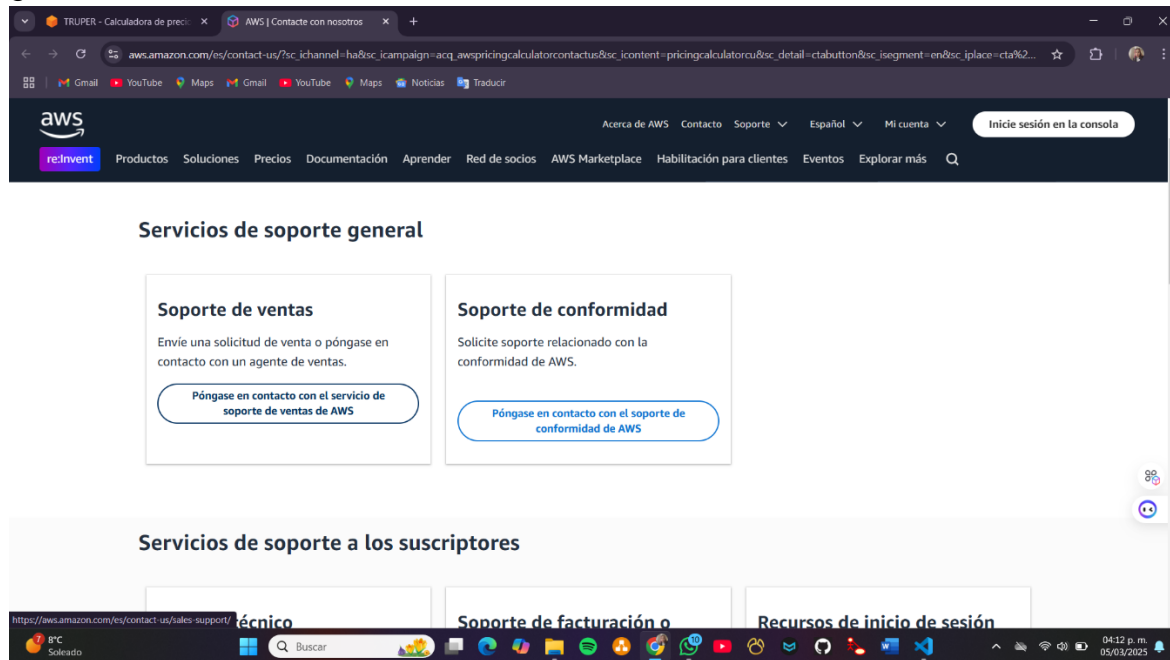 TRUPER - Calculadora de preci
AWS | Contacte con nosotros
aws.amazon.com/es/contact-us/?sc_ichannel=ha&sc_icampaign=acq_awspricingcalculatorcontactus&sc_icontent=pricingcalculatorcu&sc_detail=ctabutton&sc_isegment=en&sc_iplace=cta%2...
Gmail YouTube Maps Gmail YouTube Maps Noticias Traducir
aws
Acerca de AWS Contacto Soporte Español Mi cuenta Inicie sesión en la consola
re:Invent Productos Soluciones Precios Documentación Aprender Red de socios AWS Marketplace Habilitación para clientes Eventos Explorar más
Servicios de soporte general
Soporte de ventas
Envíe una solicitud de venta o póngase en
contacto con un agente de ventas.
Póngase en contacto con el servicio de
soporte de ventas de AWS
Soporte de conformidad
Solicite soporte relacionado con la
conformidad de AWS.
Póngase en contacto con el soporte de
conformidad de AWS
Servicios de soporte a los suscriptores
écnico
Soporte de facturación o
Recursos de inicio de sesión
https://aws.amazon.com/es/contact-us/sales-support/
8°C
Soleado
Buscar
04:12 p. m.
05/03/2025